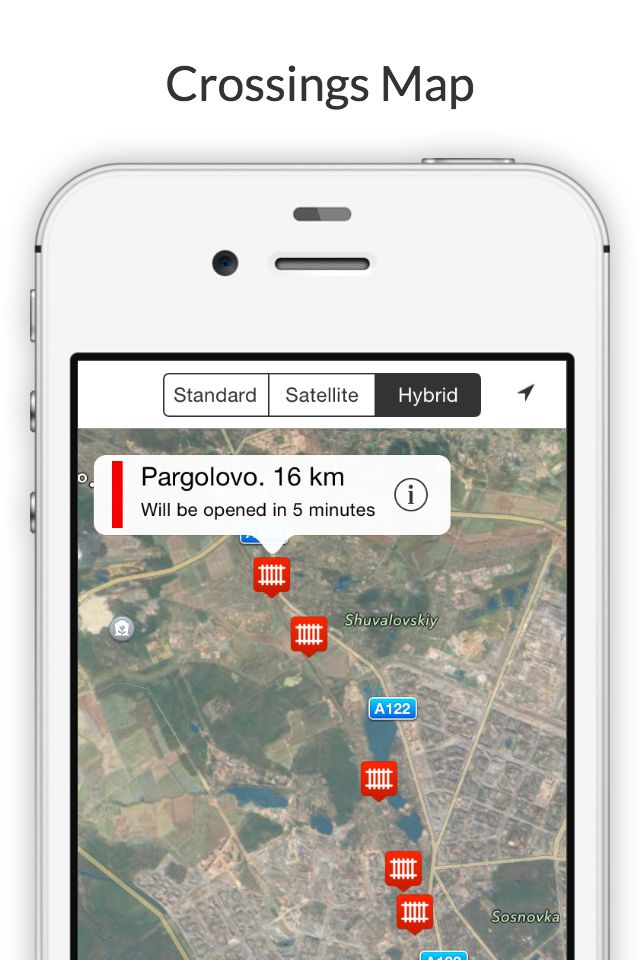 Crossings Map
Standard
Satellite
Hybrid
Pargolovo. 16 km
Will be opened in 5 minutes
Shuvalovskiy
A122
Sosnovka